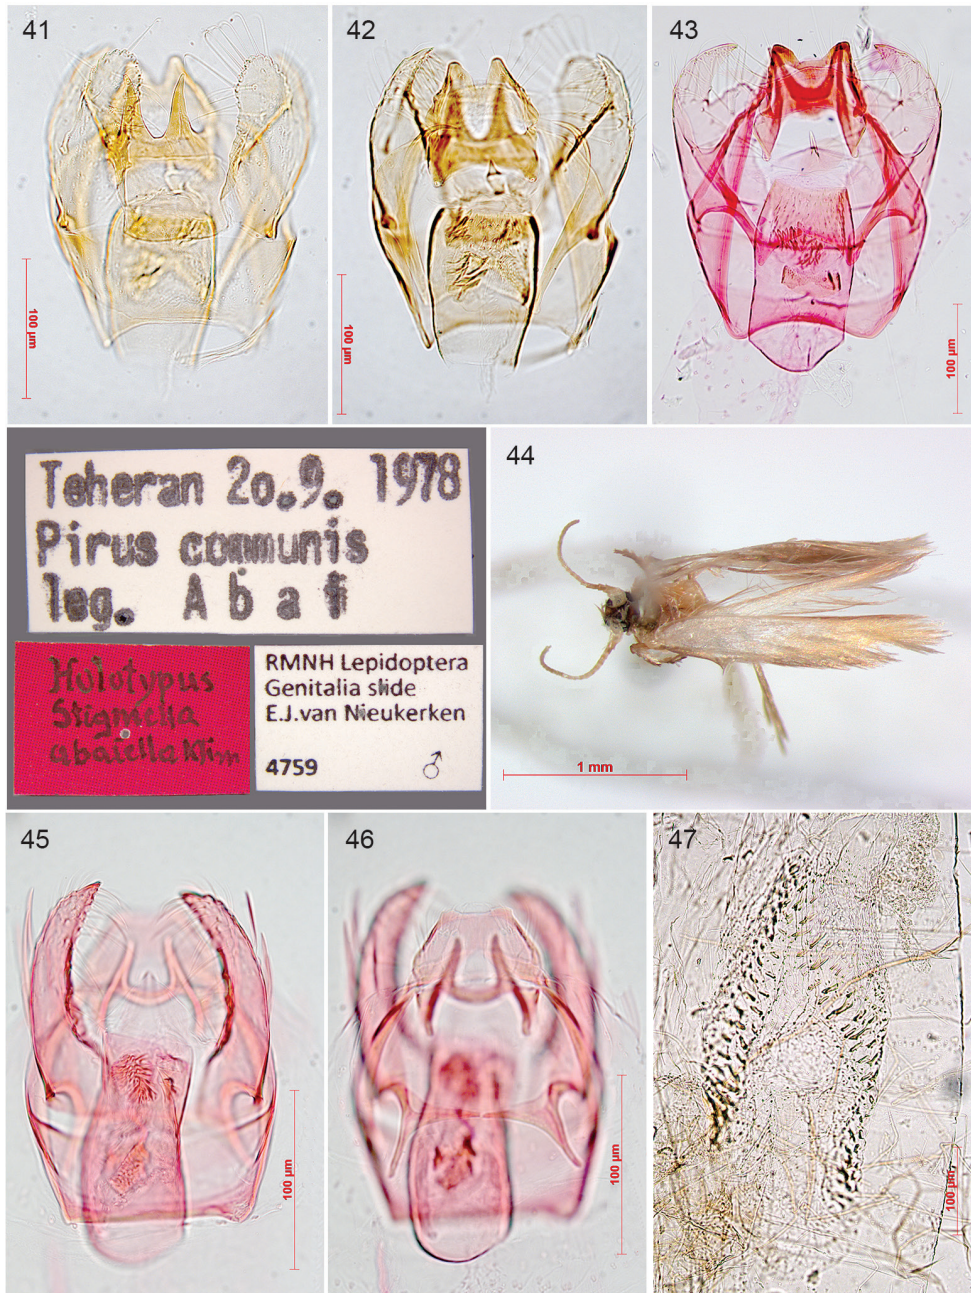 41
42
43
100 µm
100 µm
100 µm
Teheran 2o.9. 1978
Pirus communis
leg. A b a i
Holotypus
Stigmella
abaiella Klim
RMNH Lepidoptera
Genitalia slide
E.J.van Nieukerken
4759 ♂
44
1 mm
45
46
47
100 µm
100 µm
100 µm